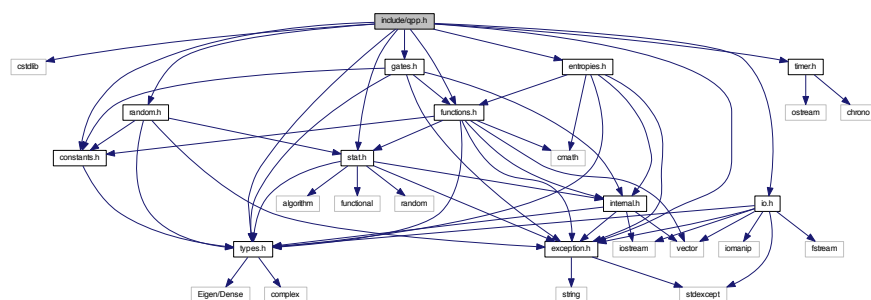 include/qpp.h
cstdlib
gates.h
entropies.h
timer.h
random.h
functions.h
ostream
chrono
constants.h
stat.h
cmath
algorithm
functional
random
internal.h
io.h
types.h
exception.h
iostream
vector
iomanip
fstream
Eigen/Dense
complex
string
stdexcept